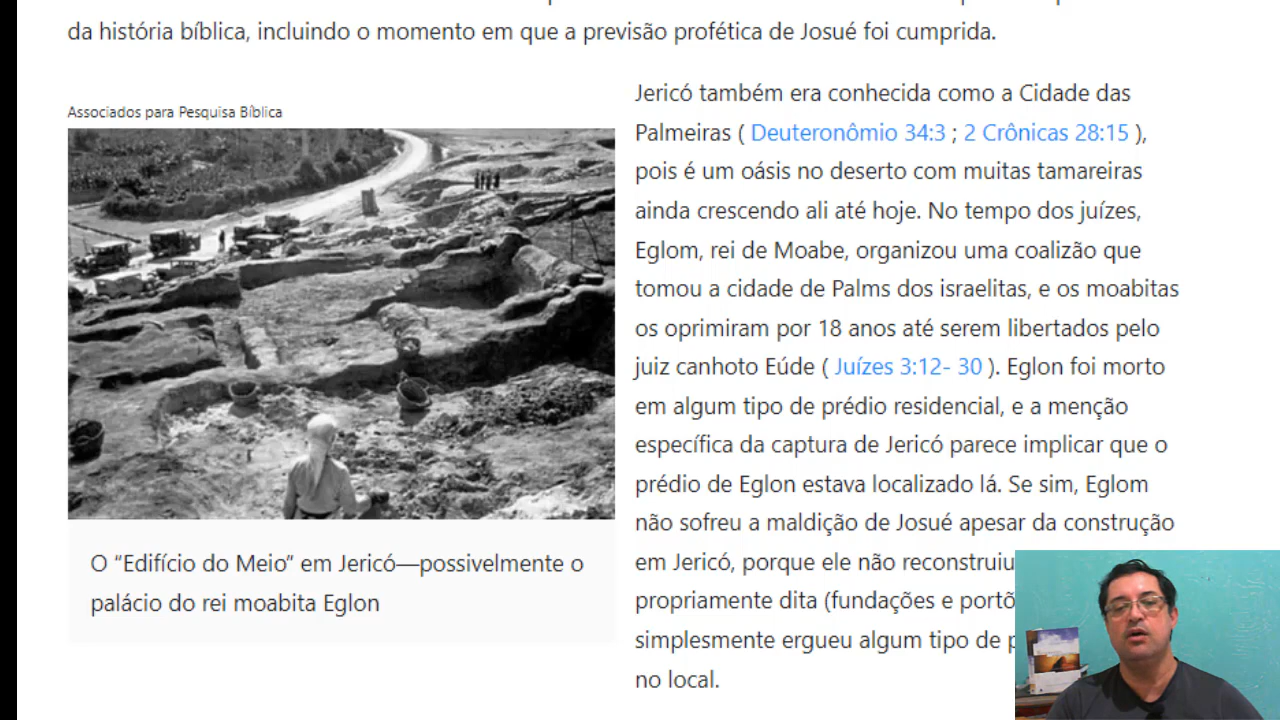 da história bíblica, incluindo o momento em que a previsão profética de Josué foi cumprida.
Associados para Pesquisa Bíblica
O “Edifício do Meio” em Jericó—possivelmente o
palácio do rei moabita Eglon
Jericó também era conhecida como a Cidade das
Palmeiras ( Deuteronômio 34:3 ; 2 Crônicas 28:15 ),
pois é um oásis no deserto com muitas tamareiras
ainda crescendo ali até hoje. No tempo dos juízes,
Eglom, rei de Moabe, organizou uma coalizão que
tomou a cidade de Palms dos israelitas, e os moabitas
os oprimiram por 18 anos até serem libertados pelo
juiz canhoto Eúde ( Juízes 3:12- 30 ). Eglon foi morto
em algum tipo de prédio residencial, e a menção
específica da captura de Jericó parece implicar que o
prédio de Eglon estava localizado lá. Se sim, Eglom
não sofreu a maldição de Josué apesar da construção
em Jericó, porque ele não reconstruiu
propriamente dita (fundações e
simplesmente ergueu algum tipo de
no local.